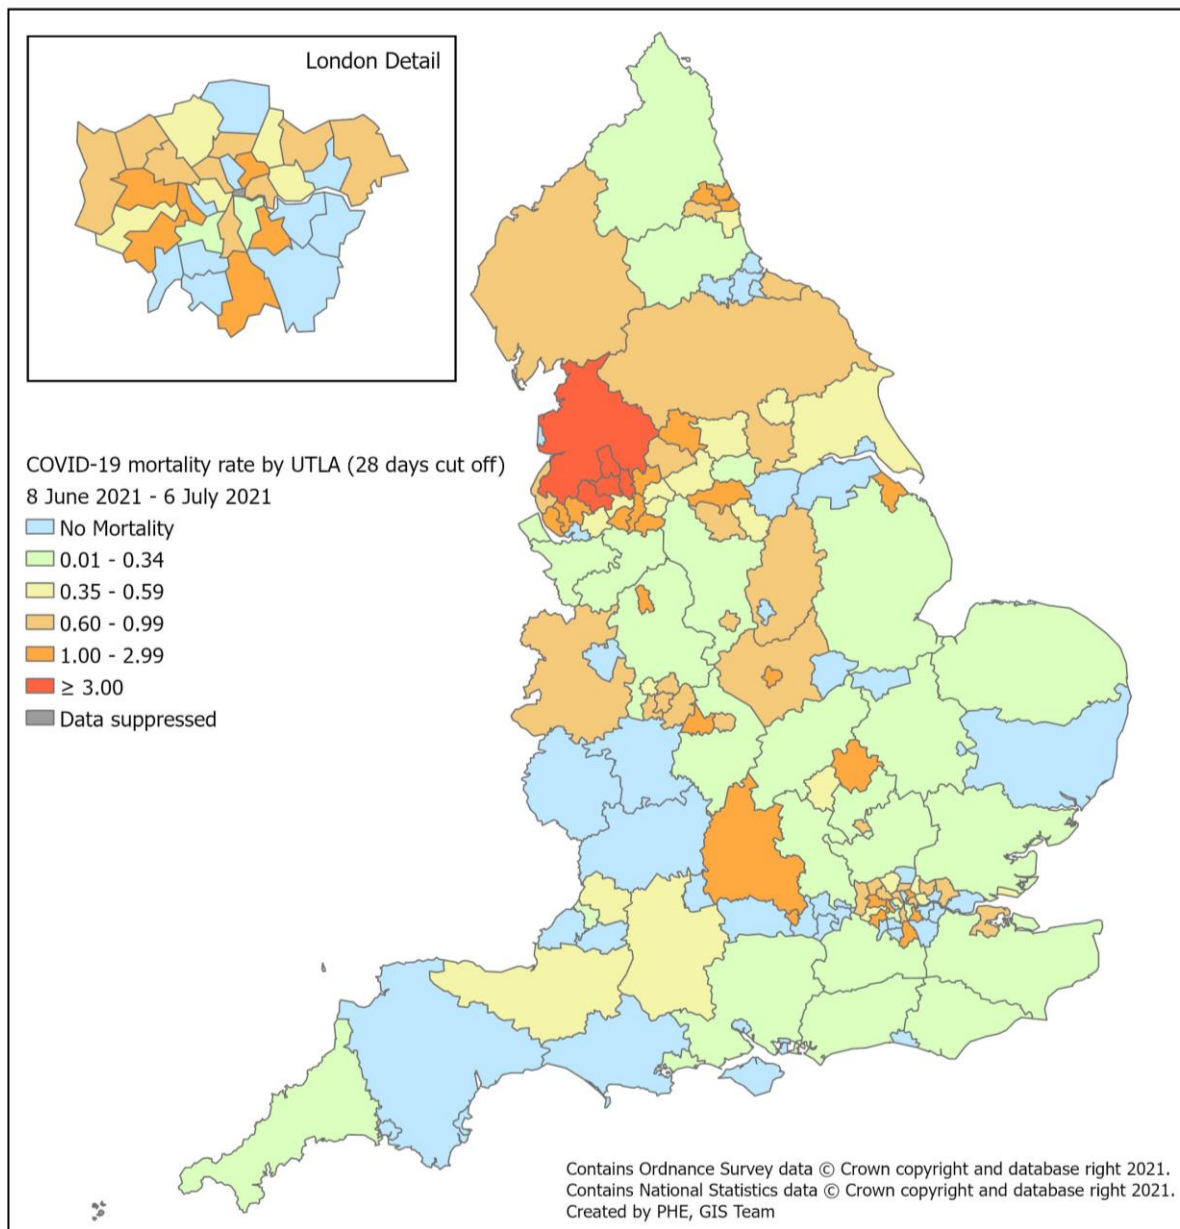 London Detail
COVID-19 mortality rate by UTLA (28 days cut off)
8 June 2021 - 6 July 2021
No Mortality
0.01 - 0.34
0.35 - 0.59
0.60 - 0.99
1.00 - 2.99
≥ 3.00
Data suppressed
Contains Ordnance Survey data © Crown copyright and database right 2021.
Contains National Statistics data © Crown copyright and database right 2021.
Created by PHE, GIS Team